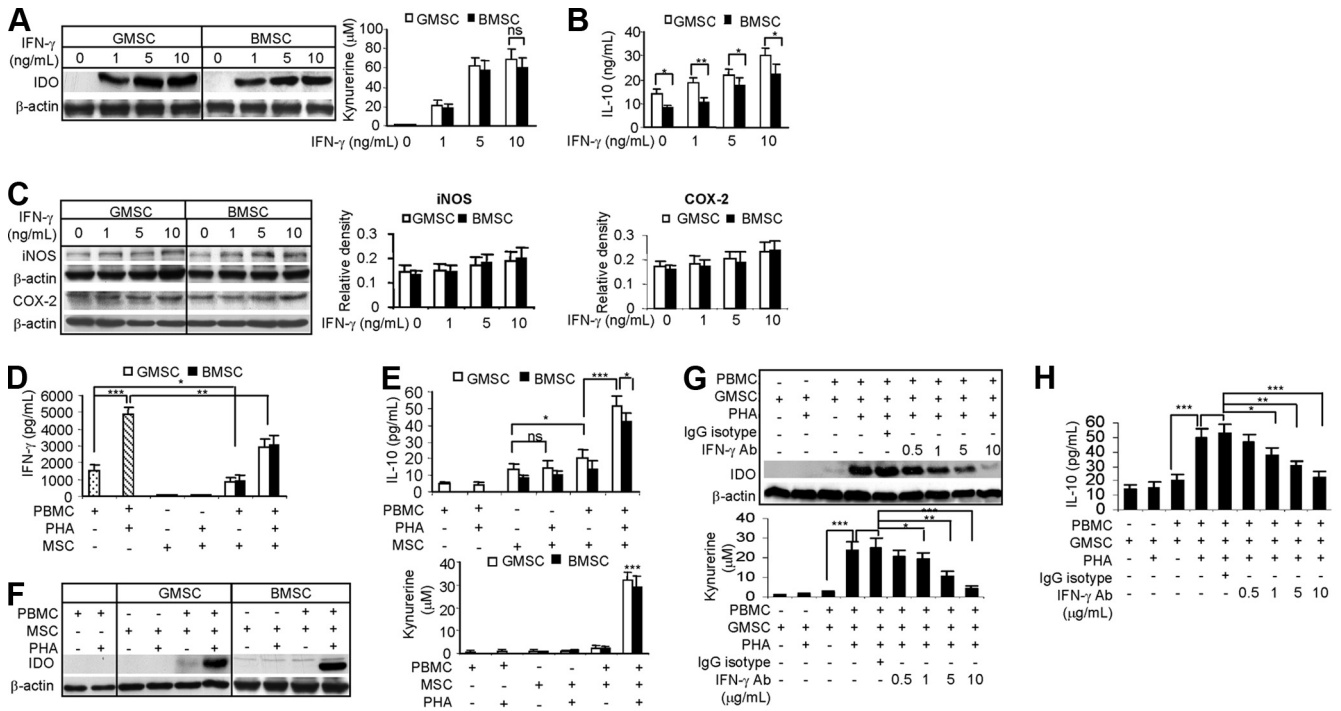 A
GMSC BMSC
IFN-γ
(ng/mL) 0 1 5 10 0 1 5 10
IDO
β-actin
GMSC BMSC
ns
Kynurerine (μM)
100
80
60
40
20
0
IFN-γ (ng/mL) 0 1 5 10
B
GMSC BMSC
* ** * *
IL-10 (ng/mL)
40
30
20
10
0
IFN-γ (ng/mL) 0 1 5 10
C
GMSC BMSC
IFN-γ
(ng/mL) 0 1 5 10 0 1 5 10
iNOS
β-actin
COX-2
β-actin
iNOS
GMSC BMSC
Relative density
0.3
0.2
0.1
0
IFN-γ (ng/mL) 0 1 5 10
COX-2
GMSC BMSC
Relative density
0.3
0.2
0.1
0
IFN-γ (ng/mL) 0 1 5 10
D
GMSC BMSC
*
*** **
IFN-γ (pg/mL)
6000
5000
4000
3000
2000
1000
0
PBMC + + - - + +
PHA - + - + - +
MSC - - + + + +
E
GMSC BMSC
*** *
*
ns
IL-10 (pg/mL)
60
50
40
30
20
10
0
PBMC + + - - + +
PHA - + - + - +
MSC - - + + + +
GMSC BMSC
***
Kynurerine
(μM)
40
30
20
10
0
PBMC + + - - + +
MSC - - + + + +
PHA - + - + - +
F
GMSC BMSC
PBMC + + - - + + - - + +
MSC - - + + + + + + + +
PHA - + - + - + - + - +
IDO
β-actin
G
PBMC - - + + + + + + +
GMSC + + + + + + + + +
PHA - + - + + + + + +
IgG isotype +
IFN-γ Ab 0.5 1 5 10
IDO
β-actin
***
*** **
*
Kynurerine
(μM)
40
30
20
10
0
PBMC - - + + + + + + +
GMSC + + + + + + + + +
PHA - + - + + + + + +
IgG isotype +
IFN-γ Ab 0.5 1 5 10
(μg/mL)
H
***
**
*** *
IL-10 (pg/mL)
60
50
40
30
20
10
0
PBMC - - + + + + + + +
GMSC + + + + + + + + +
PHA - + - + + + + + +
IgG isotype +
IFN-γ Ab 0.5 1 5 10
(μg/mL)